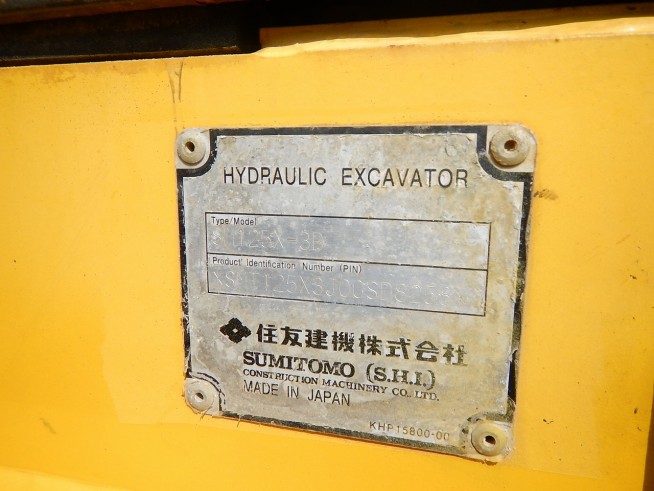 HYDRAULIC EXCAVATOR
Type/Model
Product Identification Number (PIN)
住友建機株式会社
SUMITOMO (S.H.I.)
CONSTRUCTION MACHINERY CO., LTD.
MADE IN JAPAN
KHP15800-00